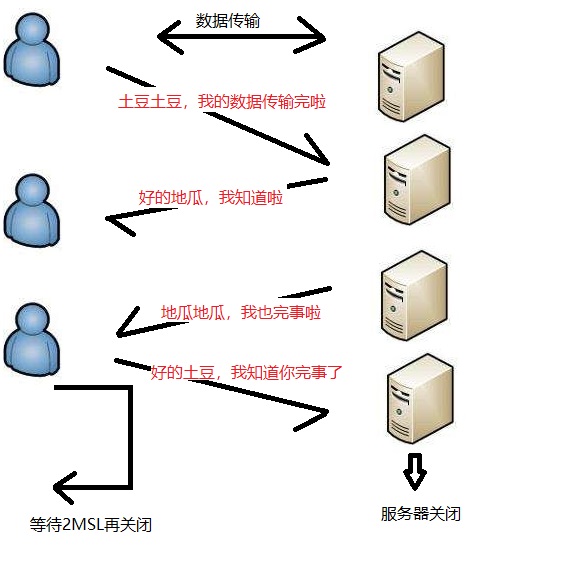 数据传输
土豆土豆，我的数据传输完啦
好的地瓜，我知道啦
地瓜地瓜，我也完事啦
好的土豆，我知道你完事了
等待2MSL再关闭
服务器关闭